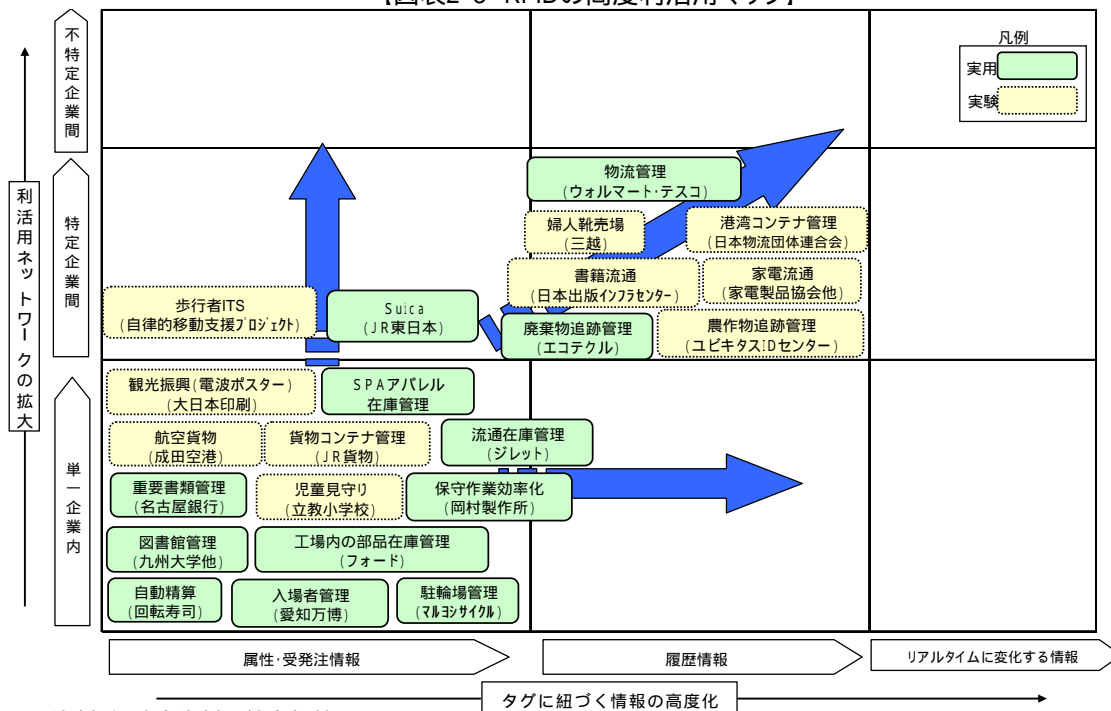 不特定企業間
特定企業間
単一企業内
利活用ネットワークの拡大
凡例
実用
実験
物流管理
(ウォルマート・テスコ)
婦人靴売場
(三越)
港湾コンテナ管理
(日本物流団体連合会)
書籍流通
(日本出版インフラセンター)
家電流通
(家電製品協会他)
歩行者ITS
(自律的移動支援プロジェクト)
Suica
(JR東日本)
廃棄物追跡管理
(エコテクル)
農作物追跡管理
(ユビキタスIDセンター)
観光振興(電波ポスター)
(大日本印刷)
SPAアパレル
在庫管理
航空貨物
(成田空港)
貨物コンテナ管理
(JR貨物)
流通在庫管理
(ジレット)
重要書類管理
(名古屋銀行)
児童見守り
(立教小学校)
保守作業効率化
(岡村製作所)
図書館管理
(九州大学他)
工場内の部品在庫管理
(フォード)
自動精算
(回転寿司)
入場者管理
(愛知万博)
駐輪場管理
(マルヨシサイクル)
属性・受発注情報
履歴情報
リアルタイムに変化する情報
タグに紐づく情報の高度化